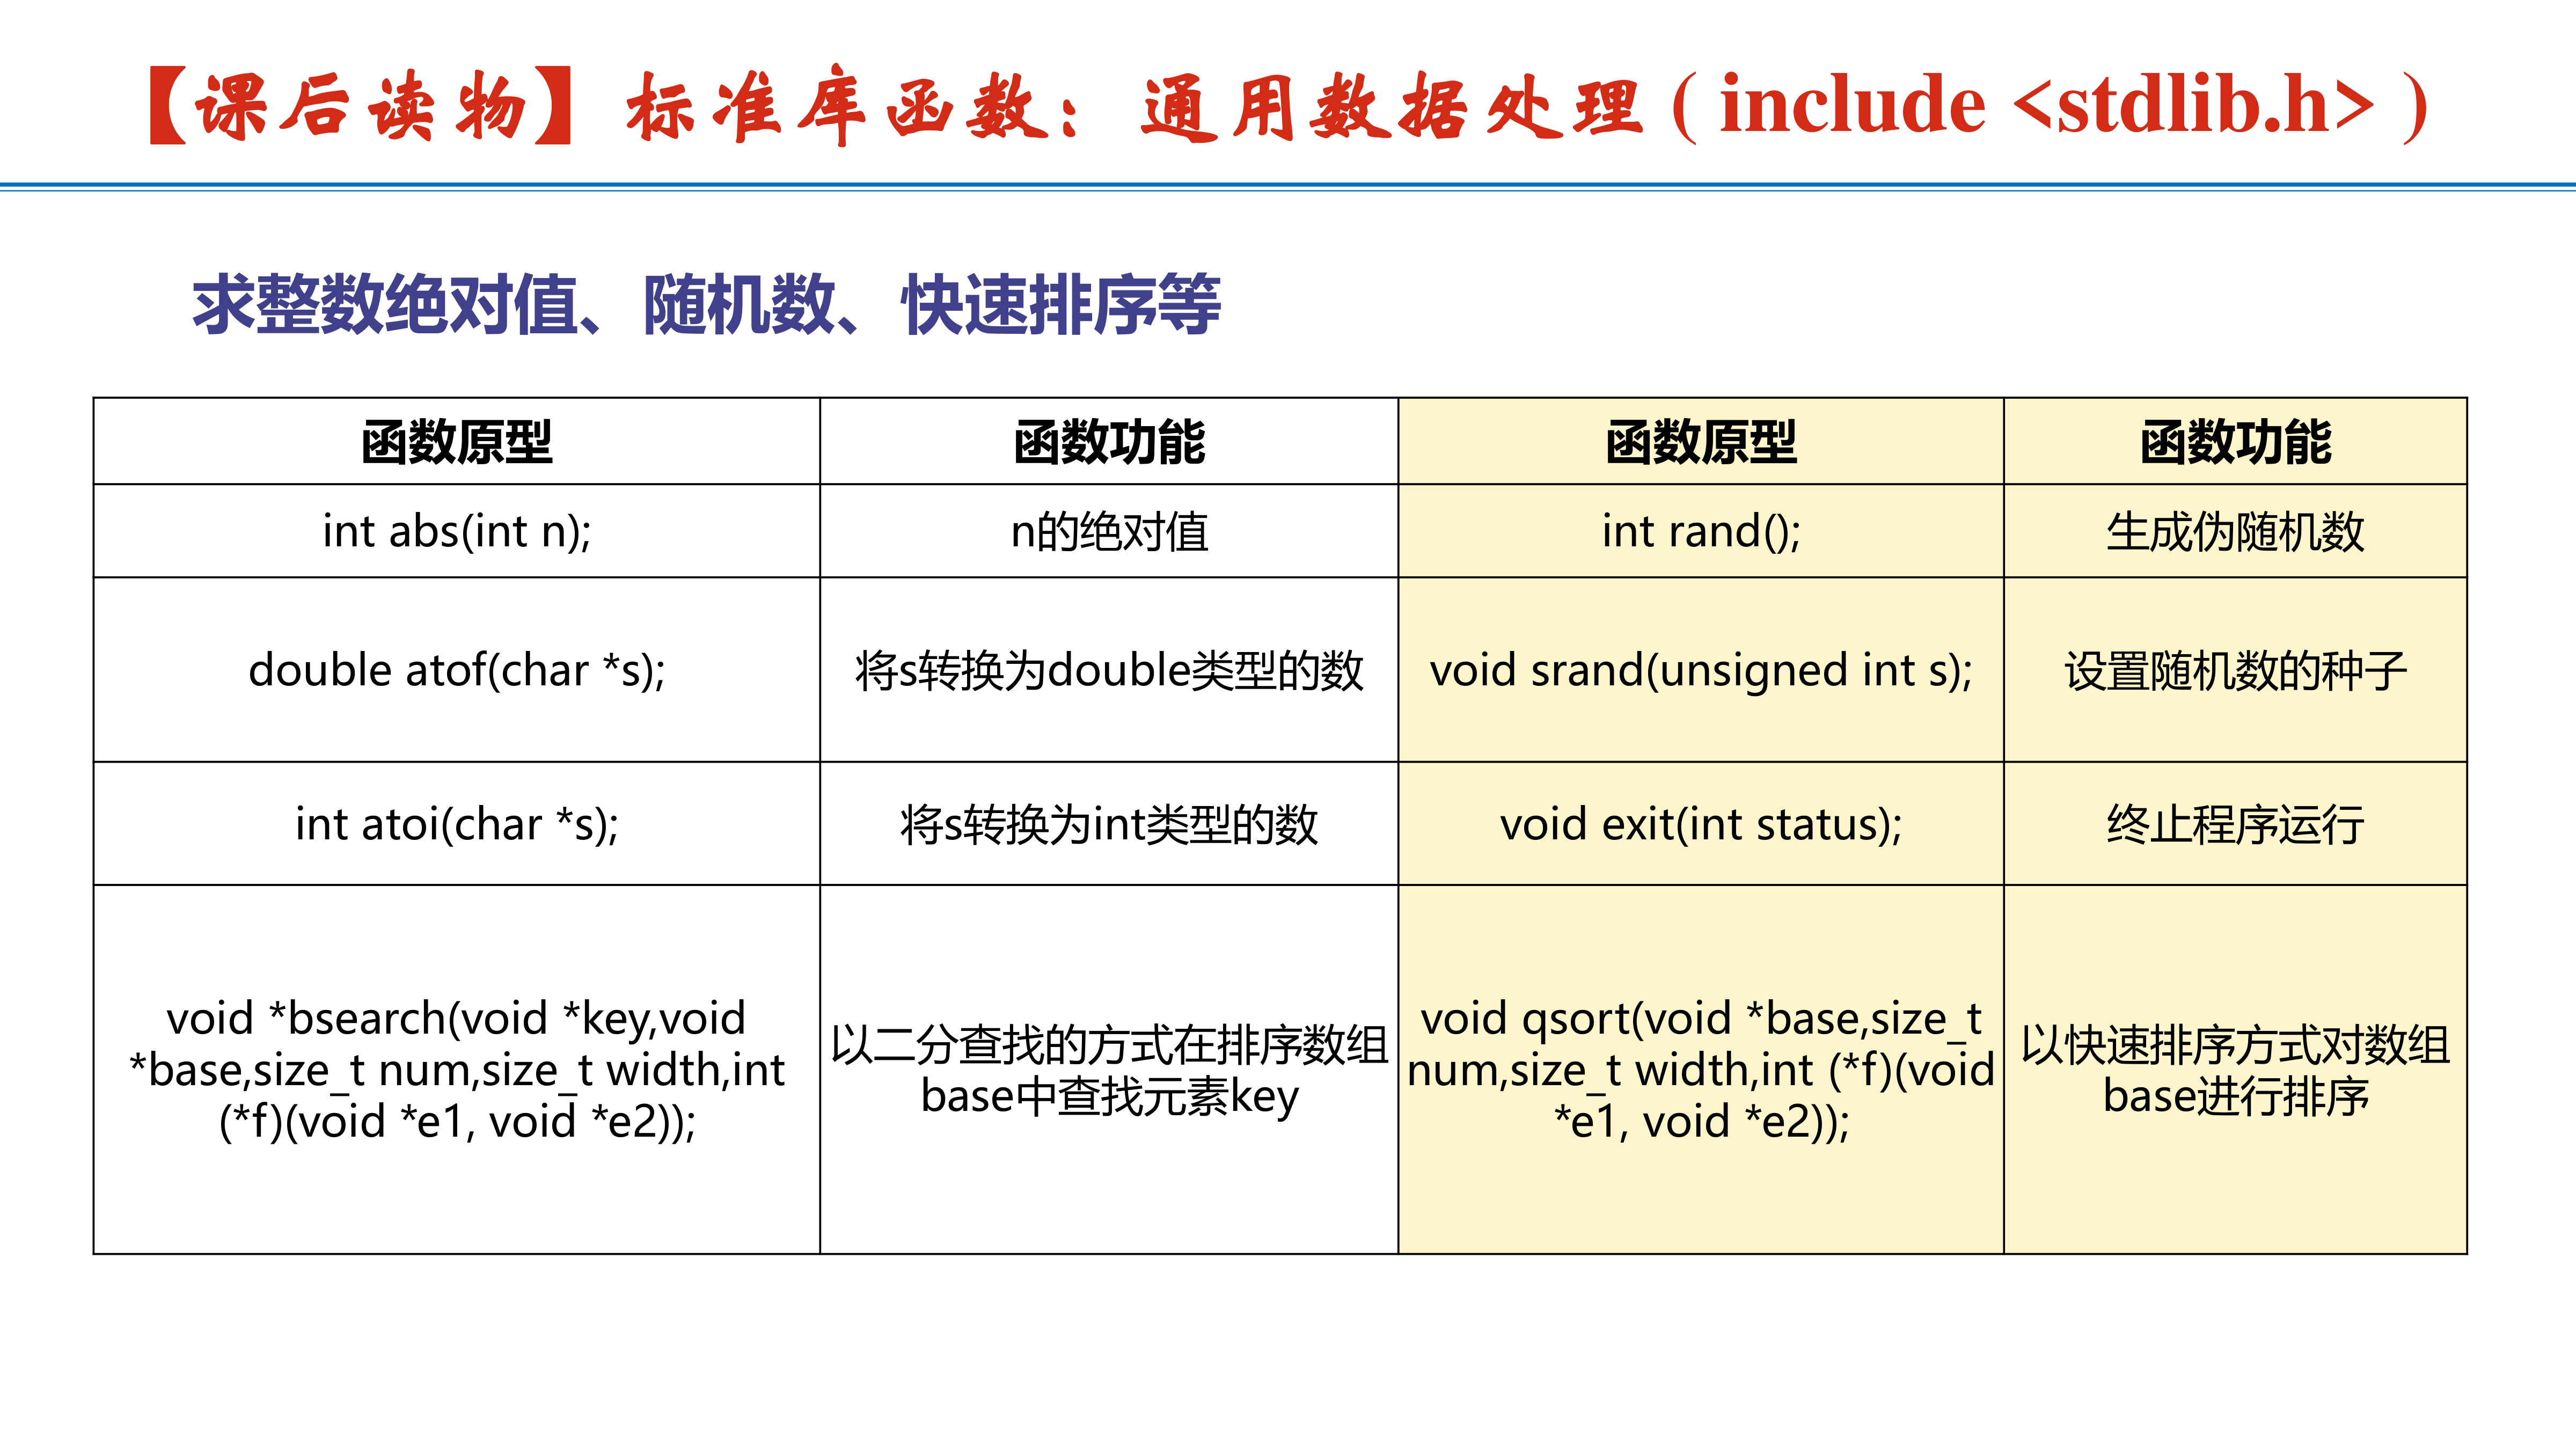 【课后读物】标准库函数：通用数据处理 ( include <stdlib.h> )
求整数绝对值、随机数、快速排序等
函数原型 函数功能 函数原型 函数功能
int abs(int n); n的绝对值 int rand(); 生成伪随机数
double atof(char *s); 将s转换为double类型的数 void srand(unsigned int s); 设置随机数的种子
int atoi(char *s); 将s转换为int类型的数 void exit(int status); 终止程序运行
void *bsearch(void *key,void
*base,size_t num,size_t width,int
(*f)(void *e1, void *e2));
以二分查找的方式在排序数组
base中查找元素key
void qsort(void *base,size_t
num,size_t width,int (*f)(void
*e1, void *e2));
以快速排序方式对数组
base进行排序